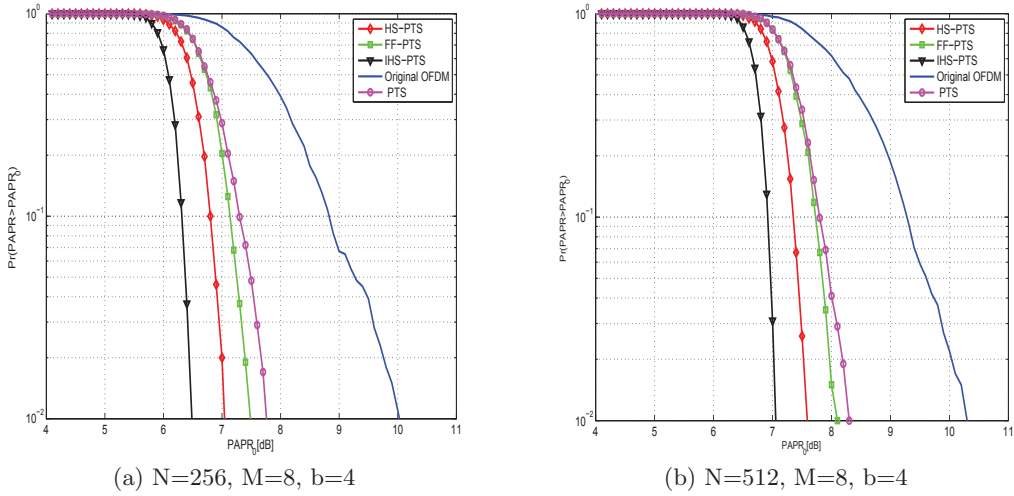 HS-PTS
FF-PTS
IHS-PTS
Original OFDM
PTS
10^0
10^-1
10^-2
Pr(PAPR>PAPR_0)
4 5 6 7 8 9 10 11
PAPR_0[dB]
(a) N=256, M=8, b=4
HS-PTS
FF-PTS
IHS-PTS
Original OFDM
PTS
10^0
10^-1
10^-2
Pr(PAPR>PAPR_0)
4 5 6 7 8 9 10 11
PAPR_0[dB]
(b) N=512, M=8, b=4